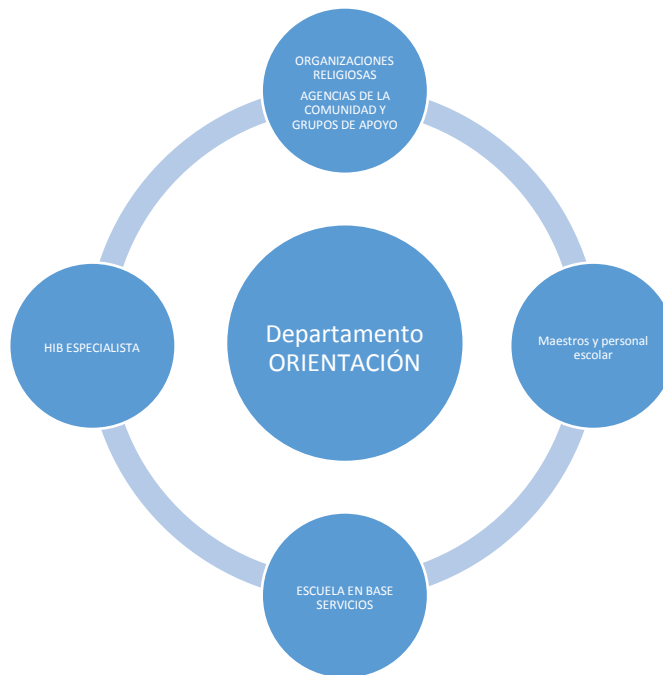 ORGANIZACIONES
RELIGIOSAS
AGENCIAS DE LA
COMUNIDAD Y
GRUPOS DE APOYO
HIB ESPECIALISTA
Departamento
ORIENTACIÓN
Maestros y personal
escolar
ESCUELA EN BASE
SERVICIOS